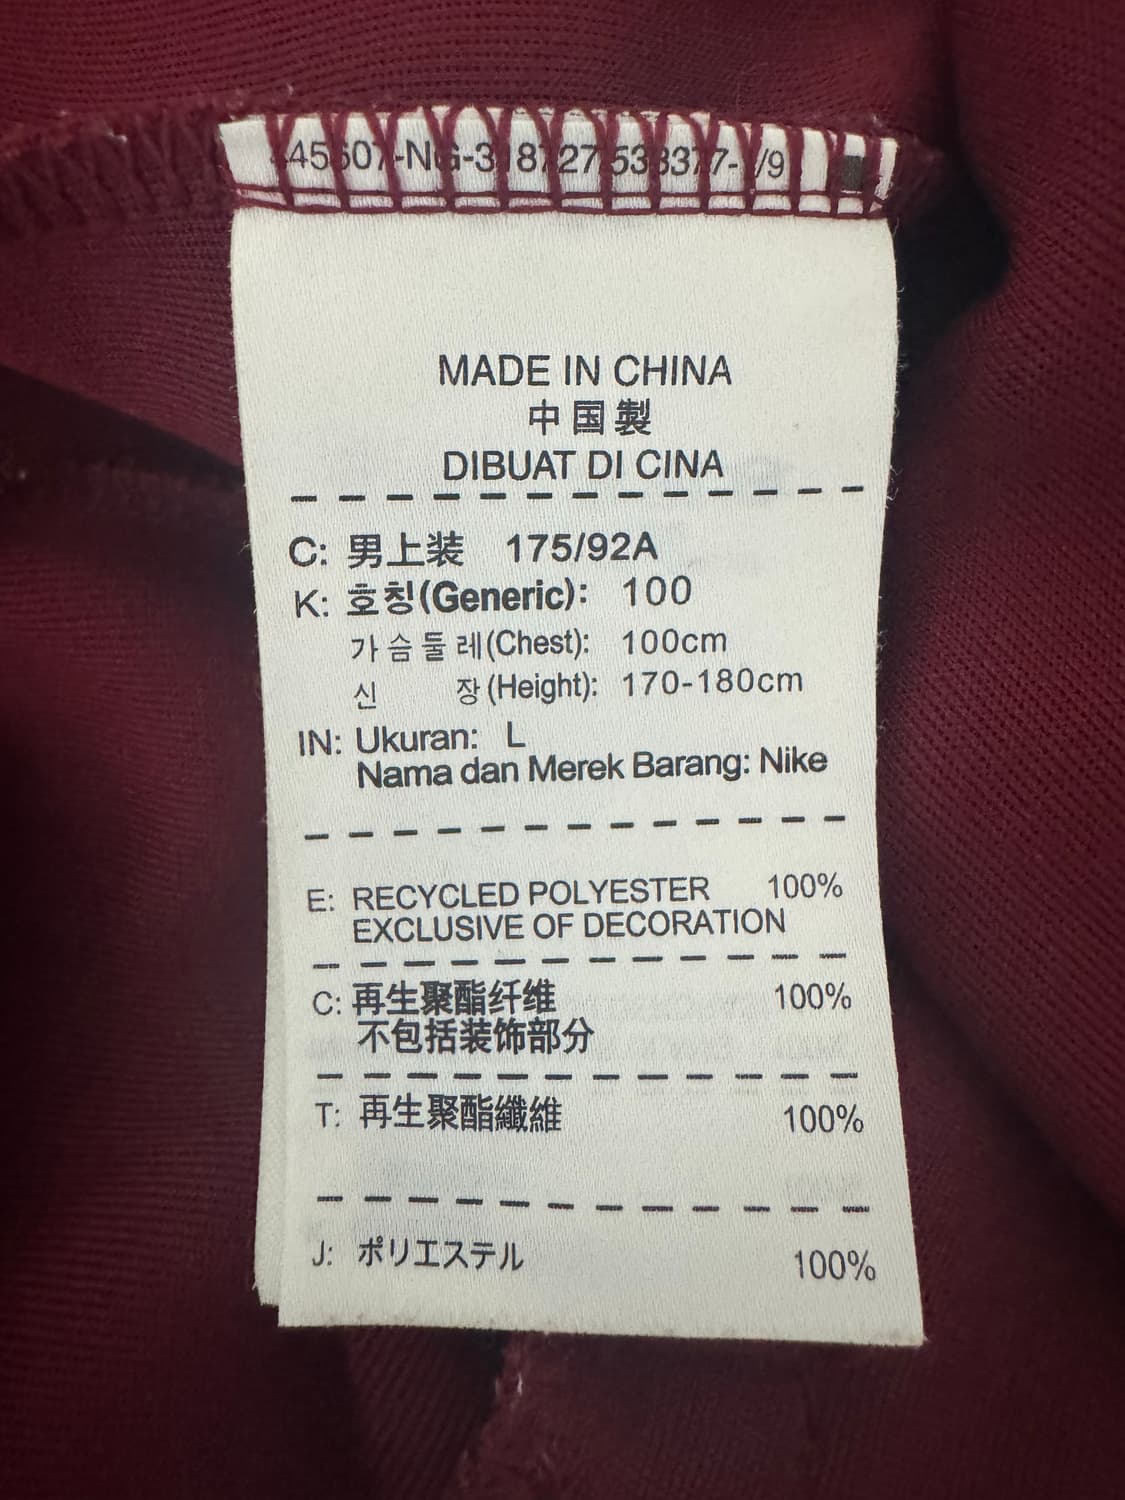 MADE IN CHINA
中国製
DIBUAT DI CINA
C: 男上装 175/92A
K: 호칭(Generic): 100
가슴둘레(Chest): 100cm
신 장(Height): 170-180cm
IN: Ukuran: L
Nama dan Merek Barang: Nike
E: RECYCLED POLYESTER 100%
EXCLUSIVE OF DECORATION
C: 再生聚酯纤维 100%
不包括装饰部分
T: 再生聚酯纖維 100%
J: ポリエステル 100%